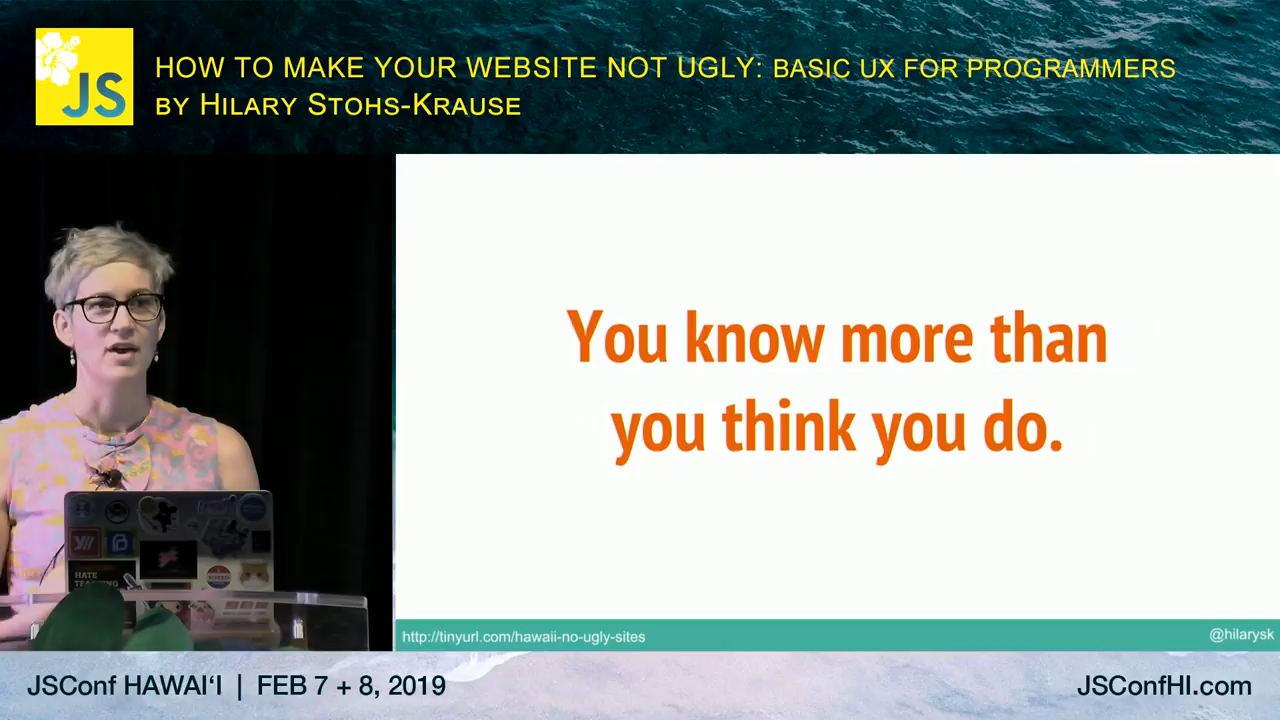 JS
HOW TO MAKE YOUR WEBSITE NOT UGLY: BASIC UX FOR PROGRAMMERS
BY HILARY STOHS-KRAUSE
You know more than
you think you do.
HATE
http://tinyurl.com/hawaii-no-ugly-sites
@hilarysk
JSConf HAWAI‘I | FEB 7 + 8, 2019
JSConfHI.com